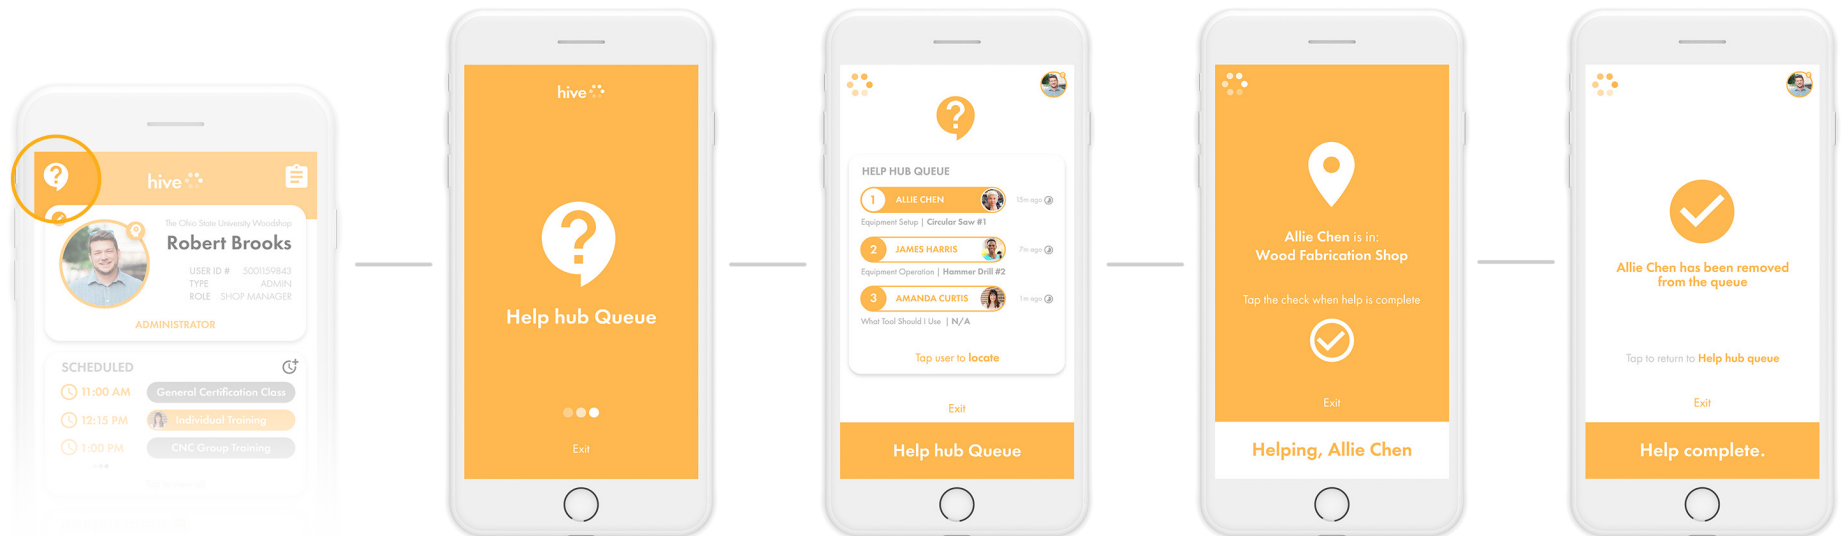 hive
The Ohio State University Woodshop
Robert Brooks
USER ID # 5001159843
TYPE ADMIN
ROLE SHOP MANAGER
ADMINISTRATOR
SCHEDULED
11:00 AM General Certification Class
12:15 PM Individual Training
1:00 PM CNC Group Training
hive
Help hub Queue
Exit
HELP HUB QUEUE
1 ALLIE CHEN 13m ago
Equipment Setup | Circular Saw #1
2 JAMES HARRIS 7m ago
Equipment Operation | Hammer Drill #2
3 AMANDA CURTIS 1m ago
What Tool Should I Use | N/A
Tap user to locate
Exit
Help hub Queue
Allie Chen is in:
Wood Fabrication Shop
Tap the check when help is complete
Exit
Helping, Allie Chen
Allie Chen has been removed
from the queue
Tap to return to Help hub queue
Exit
Help complete.